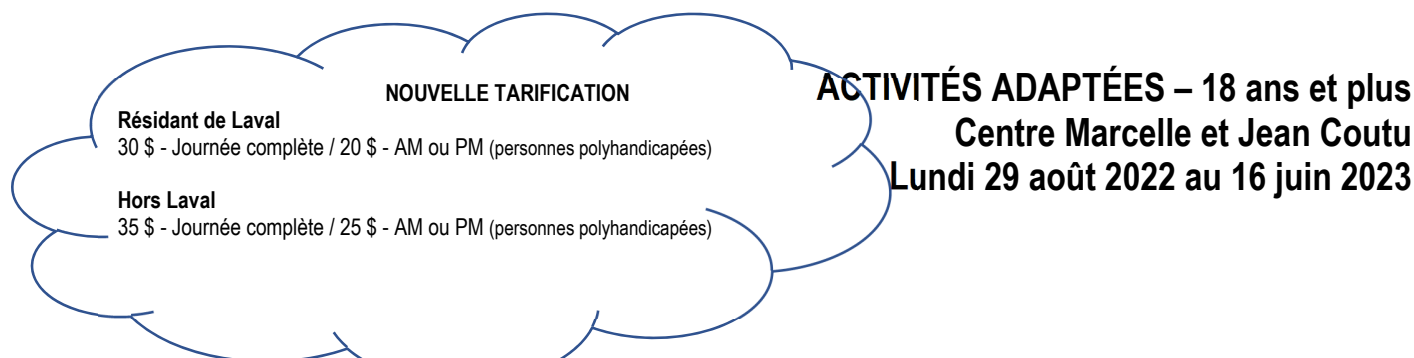 NOUVELLE TARIFICATION
Résidant de Laval
30 $ - Journée complète / 20 $ - AM ou PM (personnes polyhandicapées)
Hors Laval
35 $ - Journée complète / 25 $ - AM ou PM (personnes polyhandicapées)
ACTIVITÉS ADAPTÉES – 18 ans et plus
Centre Marcelle et Jean Coutu
Lundi 29 août 2022 au 16 juin 2023